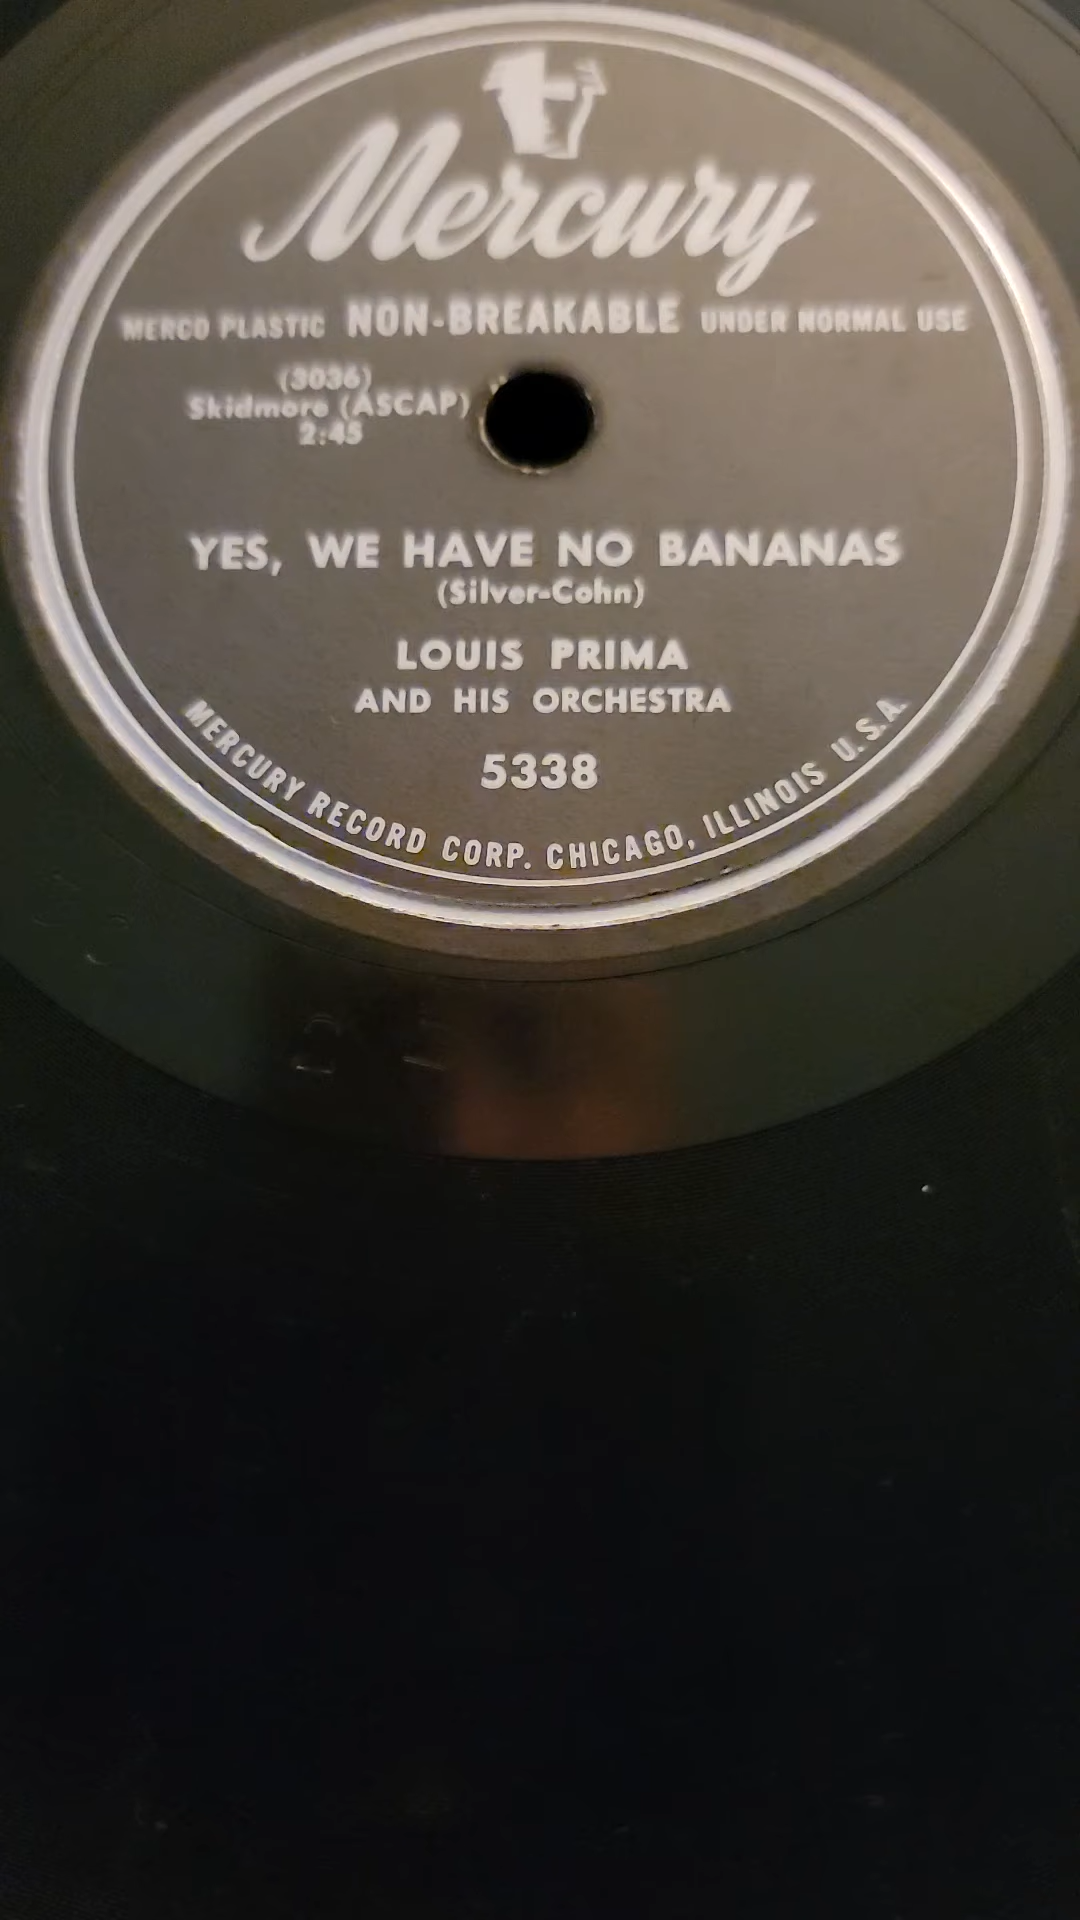 Mercury
MERCO PLASTIC NON-BREAKABLE UNDER NORMAL USE
(3036)
Skidmore (ASCAP)
2:45
YES, WE HAVE NO BANANAS
(Silver-Cohn)
LOUIS PRIMA
AND HIS ORCHESTRA
5338
MERCURY RECORD CORP. CHICAGO, ILLINOIS U.S.A.